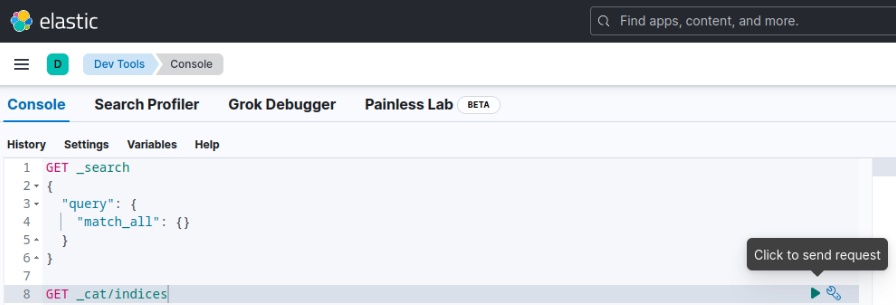 elastic
Find apps, content, and more.
D
Dev Tools
Console
Console
Search Profiler
Grok Debugger
Painless Lab
BETA
History
Settings
Variables
Help
1 GET _search
2 {
3 "query": {
4 "match_all": {}
5 }
6 }
7
8 GET _cat/indices
Click to send request